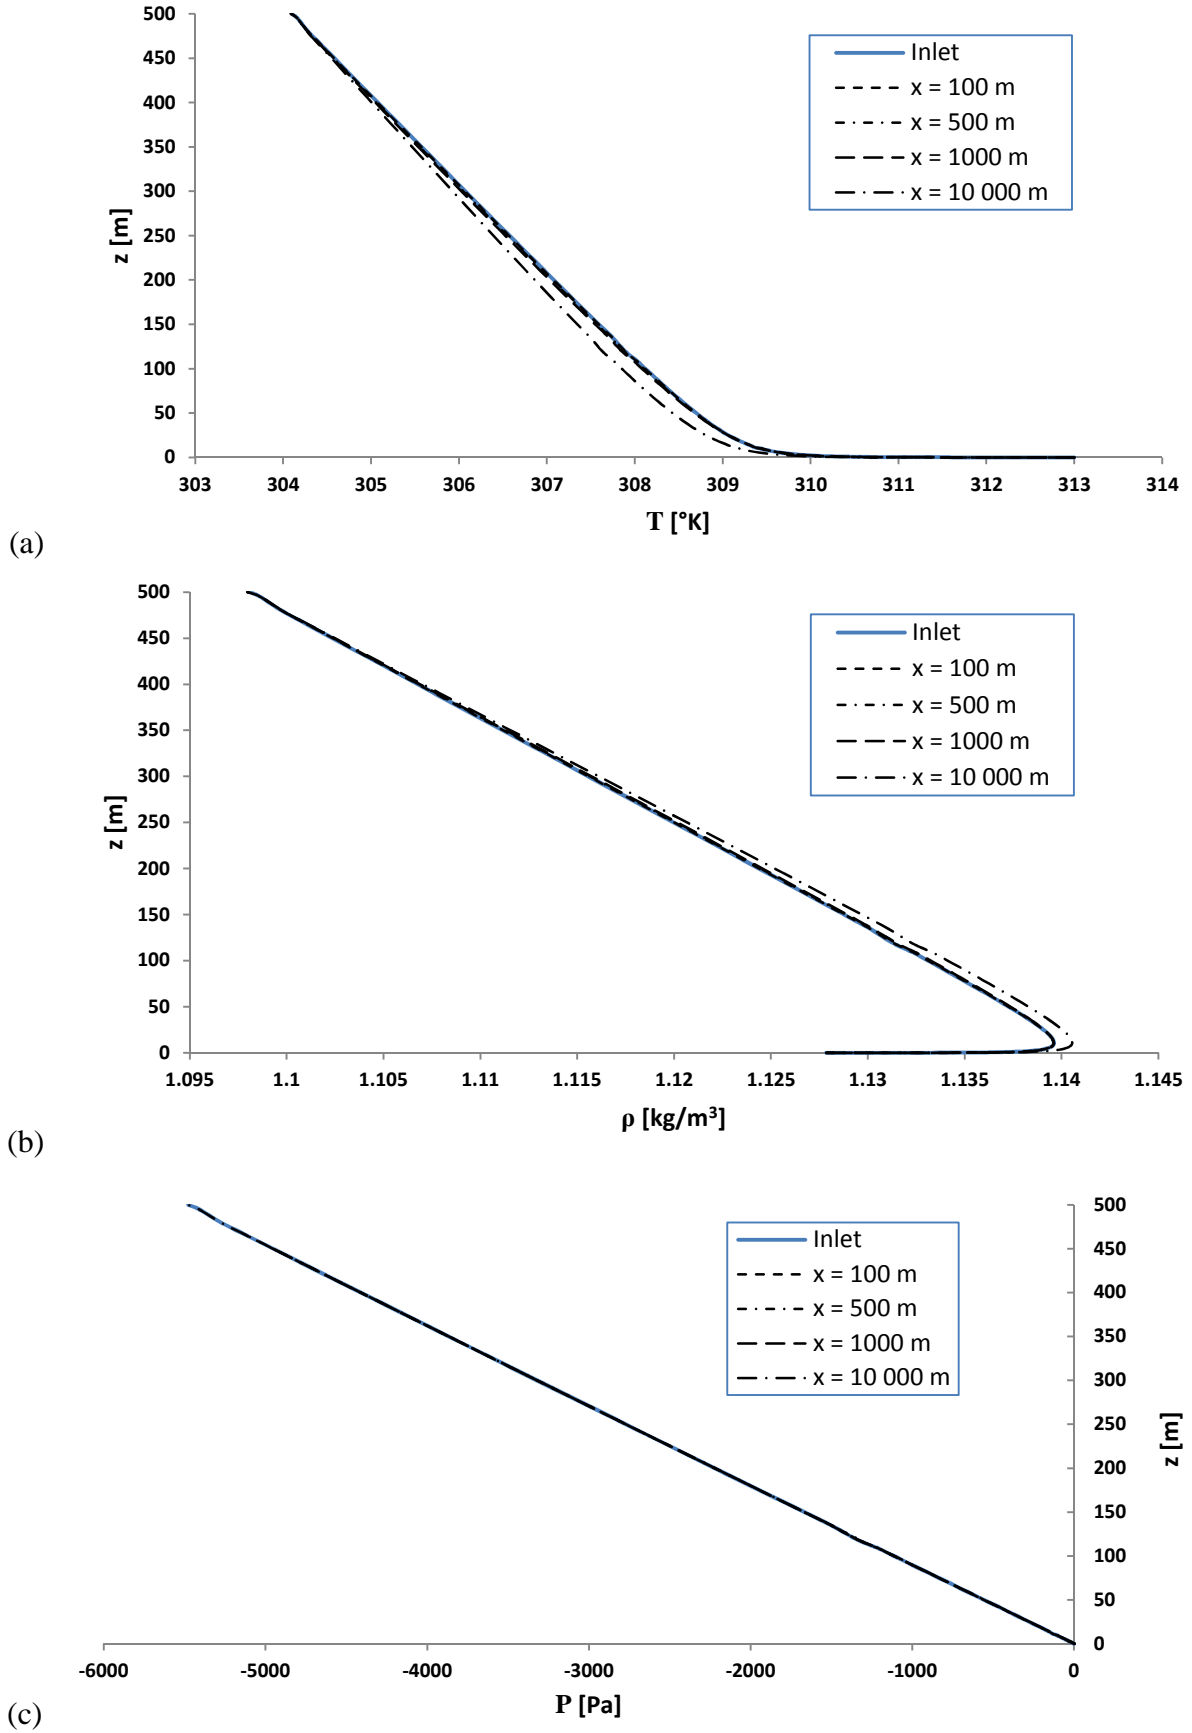 500
450
400
350
300
250
200
150
100
50
0
z [m]
Inlet
x = 100 m
x = 500 m
x = 1000 m
x = 10 000 m
303 304 305 306 307 308 309 310 311 312 313 314
T [°K]
(a)
500
450
400
350
300
250
200
150
100
50
0
z [m]
Inlet
x = 100 m
x = 500 m
x = 1000 m
x = 10 000 m
1.095 1.1 1.105 1.11 1.115 1.12 1.125 1.13 1.135 1.14 1.145
ρ [kg/m³]
(b)
Inlet
x = 100 m
x = 500 m
x = 1000 m
x = 10 000 m
500
450
400
350
300
250
200
150
100
50
0
z [m]
-6000 -5000 -4000 -3000 -2000 -1000 0
P [Pa]
(c)